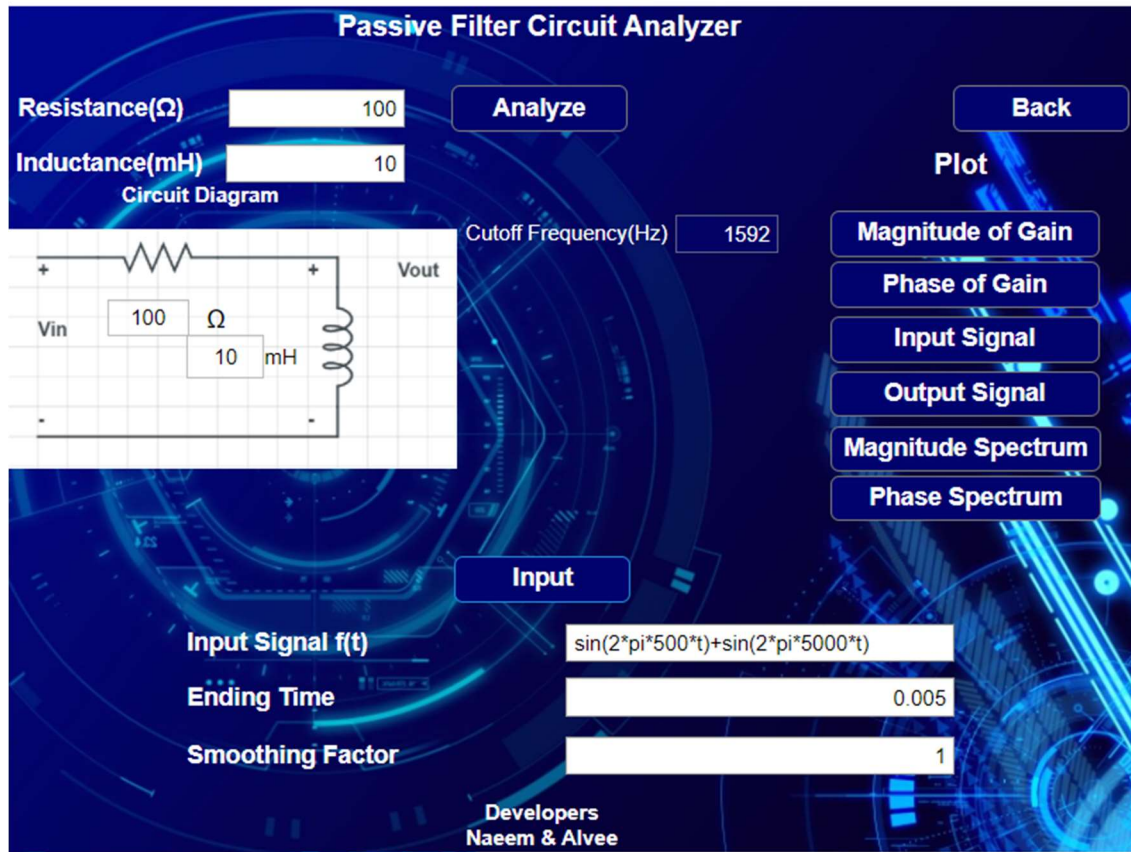 Passive Filter Circuit Analyzer
Resistance(Ω) 100 Analyze Back
Inductance(mH) 10 Plot
Circuit Diagram
Cutoff Frequency(Hz) 1592 Magnitude of Gain
+ + Vout
Phase of Gain
Vin 100 Ω
Input Signal
10 mH
Output Signal
- -
Magnitude Spectrum
Phase Spectrum
Input
Input Signal f(t) sin(2*pi*500*t)+sin(2*pi*5000*t)
Ending Time 0.005
Smoothing Factor 1
Developers
Naeem & Alvee